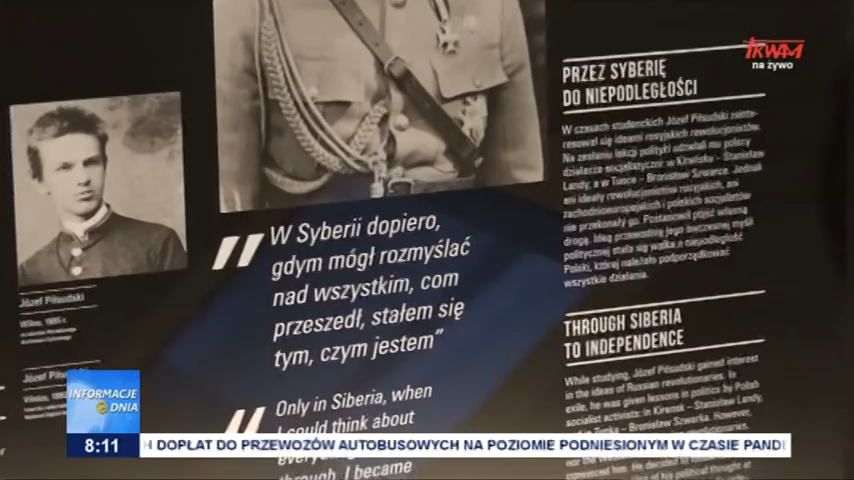 TRWAM
na żywo
PRZEZ SYBERIĘ
DO NIEPODLEGŁOŚCI
W czasach studenckich Józef Piłsudski zainte-
resował się ideami rosyjskich rewolucjonistów.
Na zesłaniu lekcji polityki udzielali mu polscy
działacze socjalistyczni: w Kireńsku – Stanisław
Landy, a w Tunce – Bronisław Szwarce. Jednak
ani ideały rewolucjonistów rosyjskich, ani
zachodnioeuropejskich i polskich socjalistów
nie przekonały go. Postanowił pójść własną
drogą. Ideą przewodnią jego ówczesnej myśli
politycznej stała się walka o niepodległość
Polski, której należało podporządkować
wszystkie działania.
"W Syberii dopiero,
gdym mógł rozmyślać
nad wszystkim, com
przeszedł, stałem się
tym, czym jestem"
Józef Piłsudski
Wilno, 1885 r.
THROUGH SIBERIA
TO INDEPENDENCE
While studying, Józef Piłsudski gained interest
in the ideas of Russian revolutionaries. In
exile, he was given lessons in politics by Polish
socialist activists: in Kirensk – Stanisław Landy,
and in Tunka – Bronisław Szwarka. However,
"Only in Siberia, when
I could think about
everything
through, I became
INFORMACJE
DNIA
8:11
H DOPŁAT DO PRZEWOZÓW AUTOBUSOWYCH NA POZIOMIE PODNIESIONYM W CZASIE PANDE